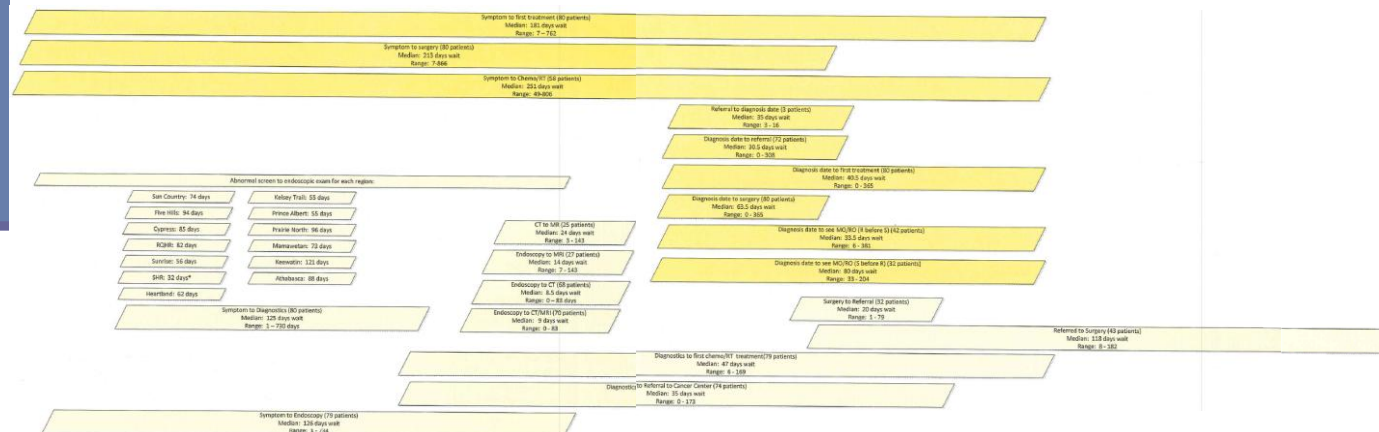 Symptom to first treatment (80 patients)
Median: 181 days wait
Range: 7 – 762
Symptom to surgery (80 patients)
Median: 213 days wait
Range: 7-866
Symptom to Chemo/RT (56 patients)
Median: 231 days wait
Range: 49-806
Referral to diagnosis date (3 patients)
Median: 35 days wait
Range: 3 - 16
Diagnosis date to referral (72 patients)
Median: 30.5 days wait
Range: 0 - 308
Diagnosis date to first treatment (80 patients)
Median: 40.5 days wait
Range: 0 - 365
Diagnosis date to surgery (80 patients)
Median: 63.5 days wait
Range: 0 - 365
Diagnosis date to see MO/RO (R before S) (42 patients)
Median: 33.5 days wait
Range: 6 - 381
Diagnosis date to see MO/RO (S before R) (32 patients)
Median: 80 days wait
Range: 33 - 204
Abnormal screen to endoscopic exam for each region:
Sun Country: 74 days
Kelsey Trail: 55 days
Five Hills: 94 days
Prince Albert: 55 days
Cypress: 85 days
Prairie North: 96 days
RQHR: 82 days
Mamawetan: 73 days
Sunrise: 56 days
Keewatin: 121 days
SHR: 32 days*
Athabasca: 88 days
Heartland: 62 days
CT to MR (25 patients)
Median: 24 days wait
Range: 3 - 143
Endoscopy to MRI (27 patients)
Median: 14 days wait
Range: 7 - 143
Endoscopy to CT (68 patients)
Median: 8.5 days wait
Range: 0 – 83 days
Endoscopy to CT/MRI (70 patients)
Median: 9 days wait
Range: 0 - 83
Symptom to Diagnostics (80 patients)
Median: 125 days wait
Range: 1 – 730 days
Surgery to Referral (32 patients)
Median: 20 days wait
Range: 1 - 79
Referred to Surgery (43 patients)
Median: 118 days wait
Range: 8 - 182
Diagnostics to first chemo/RT treatment(79 patients)
Median: 47 days wait
Range: 6 - 169
Diagnostics to Referral to Cancer Center (74 patients)
Median: 35 days wait
Range: 0 - 173
Symptom to Endoscopy (79 patients)
Median: 126 days wait
Range: 1 - 734